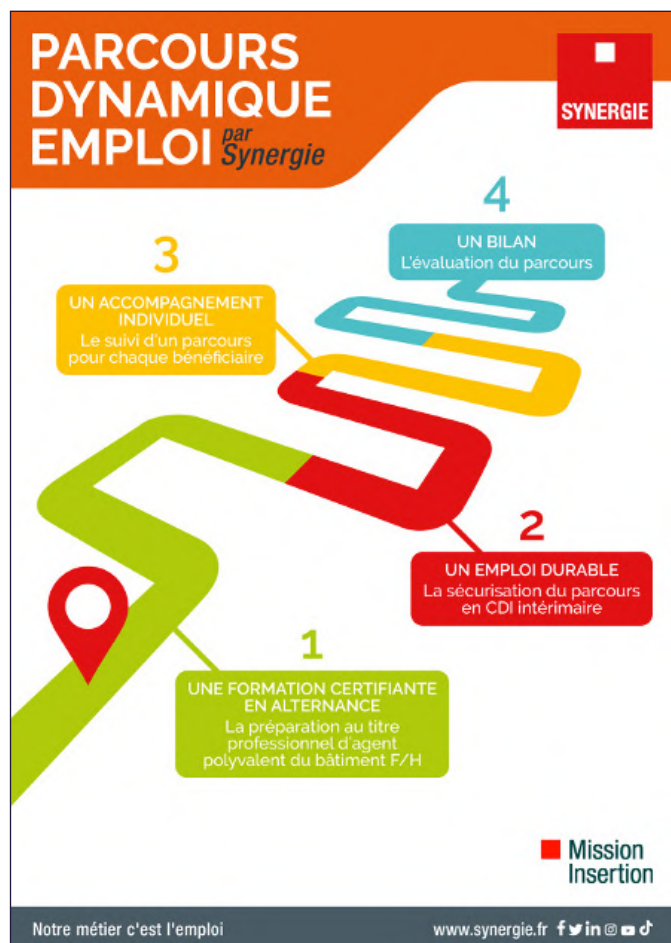 PARCOURS
DYNAMIQUE
EMPLOI par Synergie
SYNERGIE
4
UN BILAN
L'évaluation du parcours
3
UN ACCOMPAGNEMENT
INDIVIDUEL
Le suivi d'un parcours
pour chaque bénéficiaire
2
UN EMPLOI DURABLE
La sécurisation du parcours
en CDI intérimaire
1
UNE FORMATION CERTIFIANTE
EN ALTERNANCE
La préparation au titre
professionnel d'agent
polyvalent du bâtiment F/H
Mission
Insertion
Notre métier c'est l'emploi
www.synergie.fr